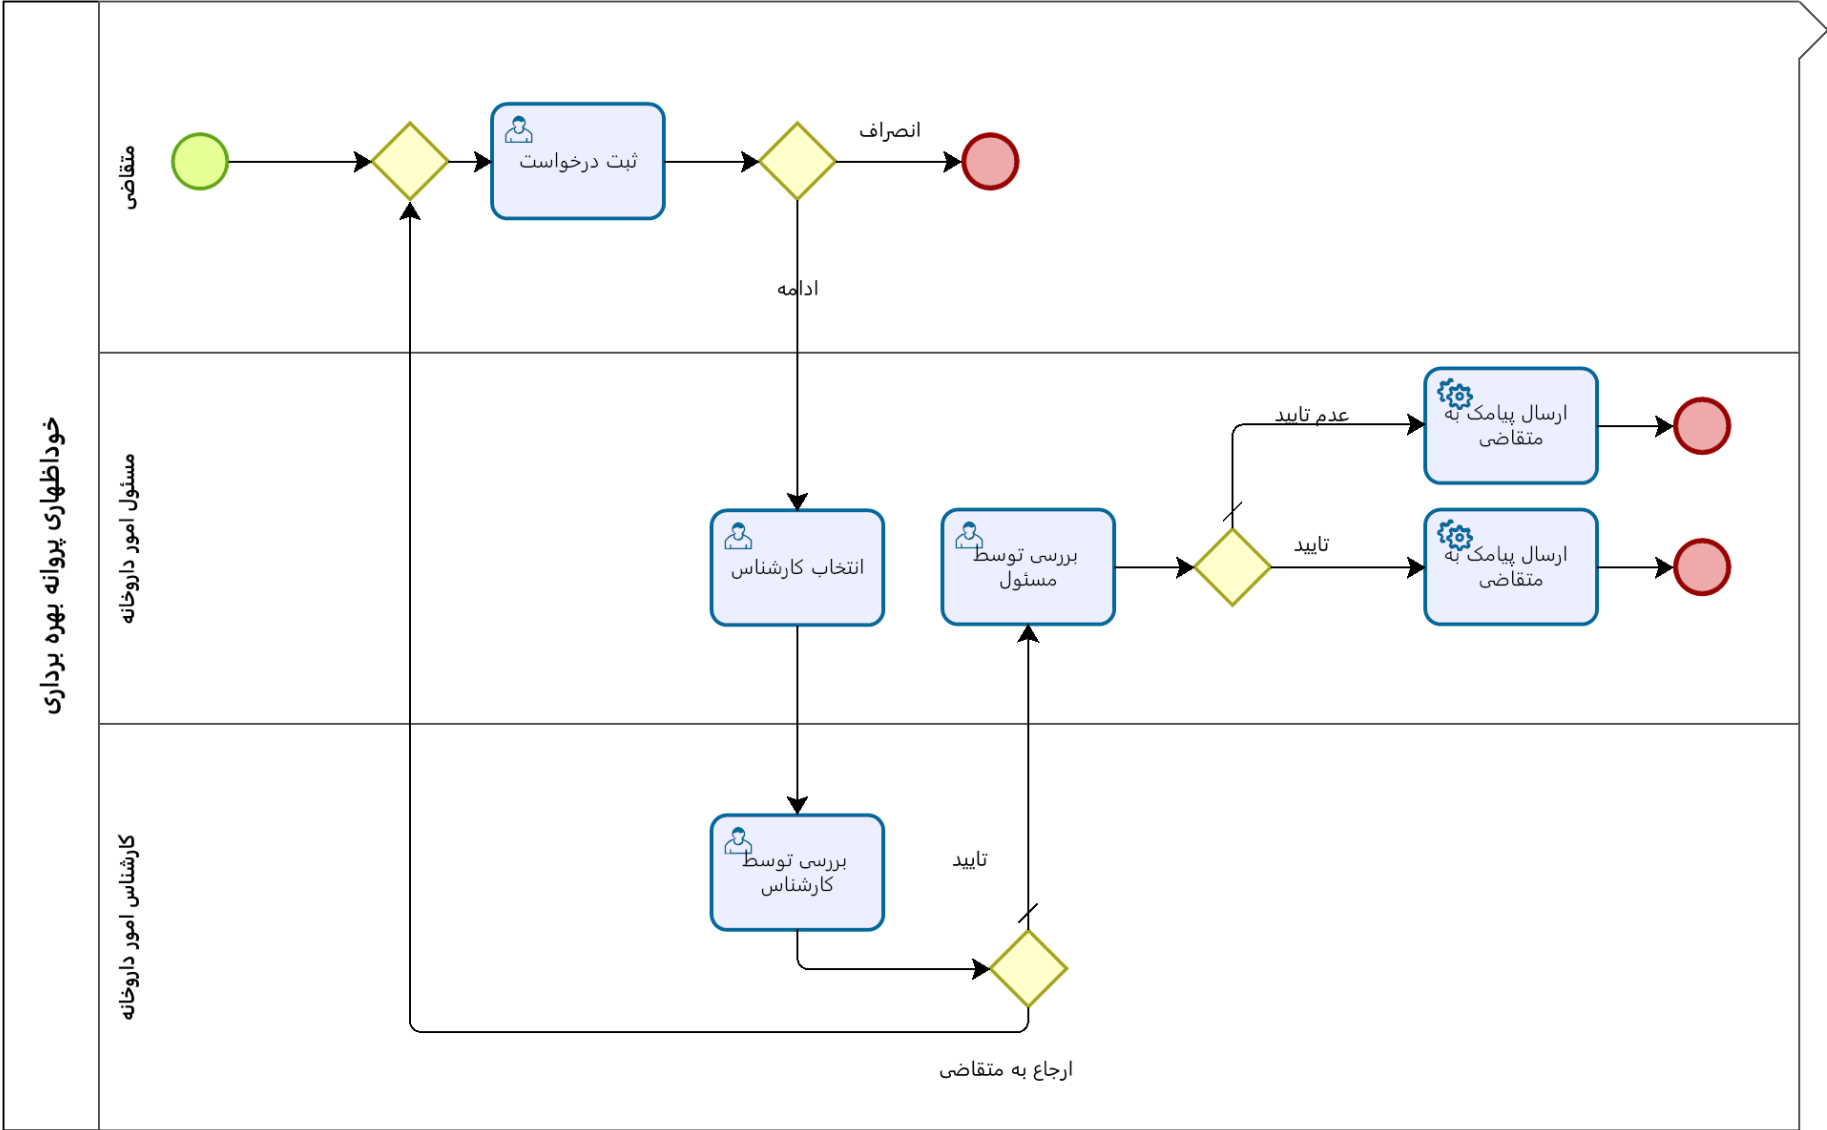 خوداظهاری پروانه بهره برداری
متقاضی
ثبت درخواست
انصراف
ادامه
مسئول امور داروخانه
انتخاب کارشناس
بررسی توسط
مسئول
عدم تایید
تایید
ارسال پیامک به
متقاضی
ارسال پیامک به
متقاضی
کارشناس امور داروخانه
بررسی توسط
کارشناس
تایید
ارجاع به متقاضی